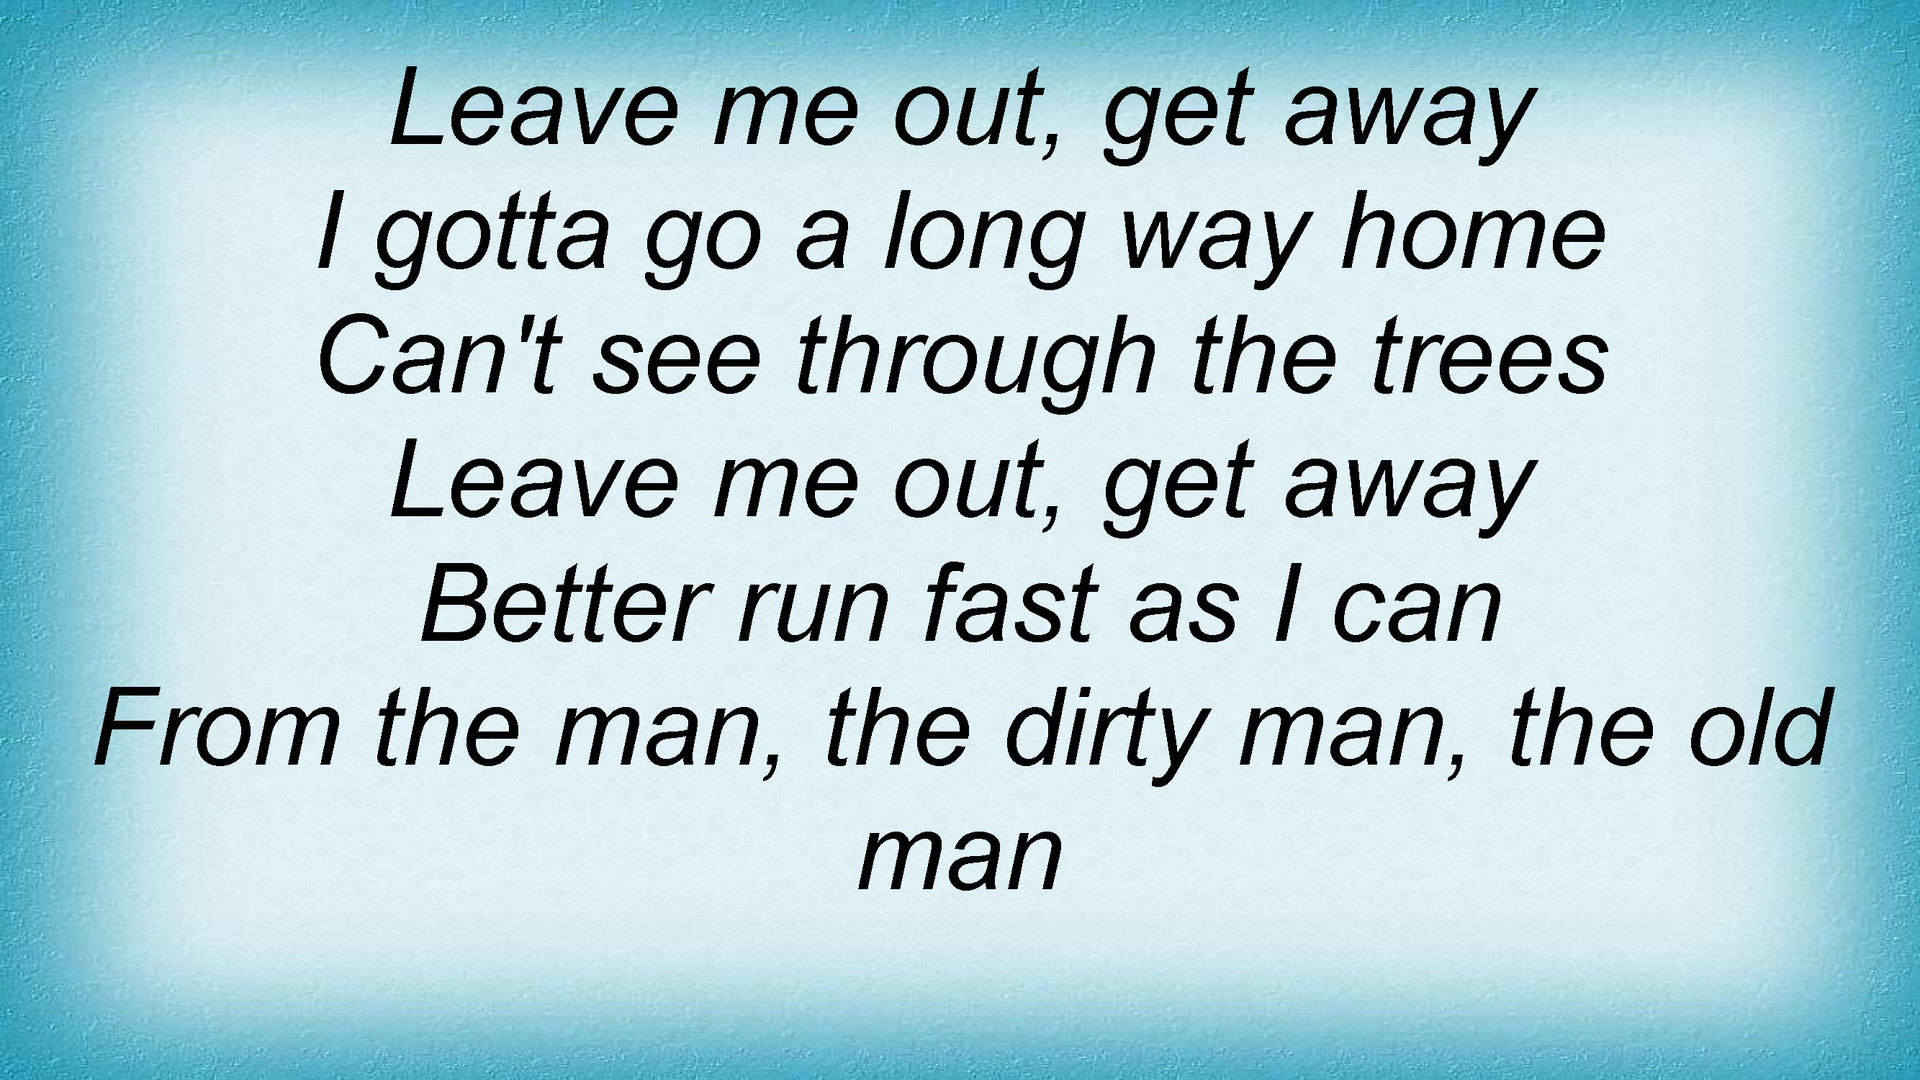 Leave me out, get away
I gotta go a long way home
Can't see through the trees
Leave me out, get away
Better run fast as I can
From the man, the dirty man, the old
man